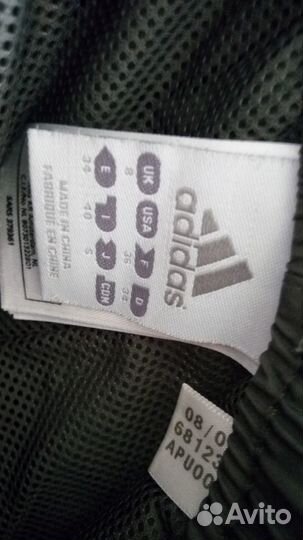 adidas
UK USA F D
8 36 34
E I J CDN
34 40 S
MADE IN CHINA
FABRIQUÉ EN CHINE
08/0
68123
APU00
Avito